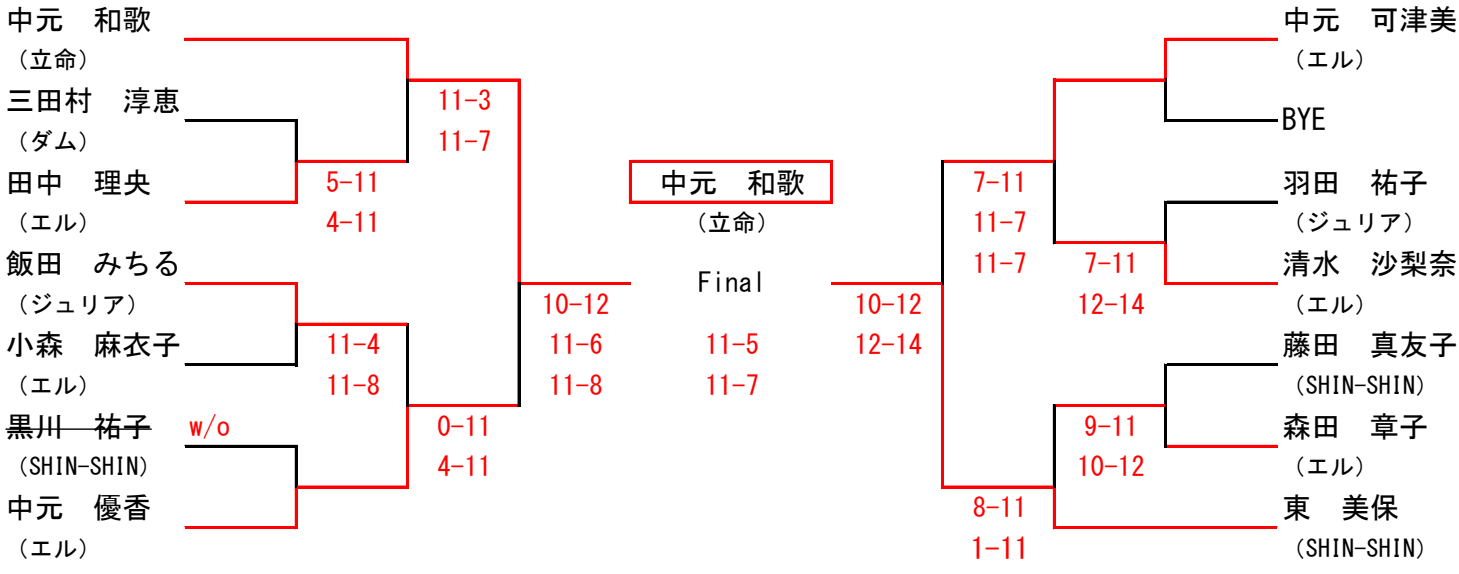 中元　和歌
（立命）
三田村　淳恵
（ダム）
田中　理央
（エル）
飯田　みちる
（ジュリア）
小森　麻衣子
（エル）
黒川　祐子 w/o
（SHIN-SHIN）
中元　優香
（エル）
5-11
4-11
11-4
11-8
11-3
11-7
0-11
4-11
10-12
11-6
11-8
中元　和歌
（立命）
Final
11-5
11-7
10-12
12-14
7-11
11-7
11-7
8-11
1-11
7-11
12-14
9-11
10-12
中元　可津美
（エル）
BYE
羽田　祐子
（ジュリア）
清水　沙梨奈
（エル）
藤田　真友子
（SHIN-SHIN）
森田　章子
（エル）
東　美保
（SHIN-SHIN）